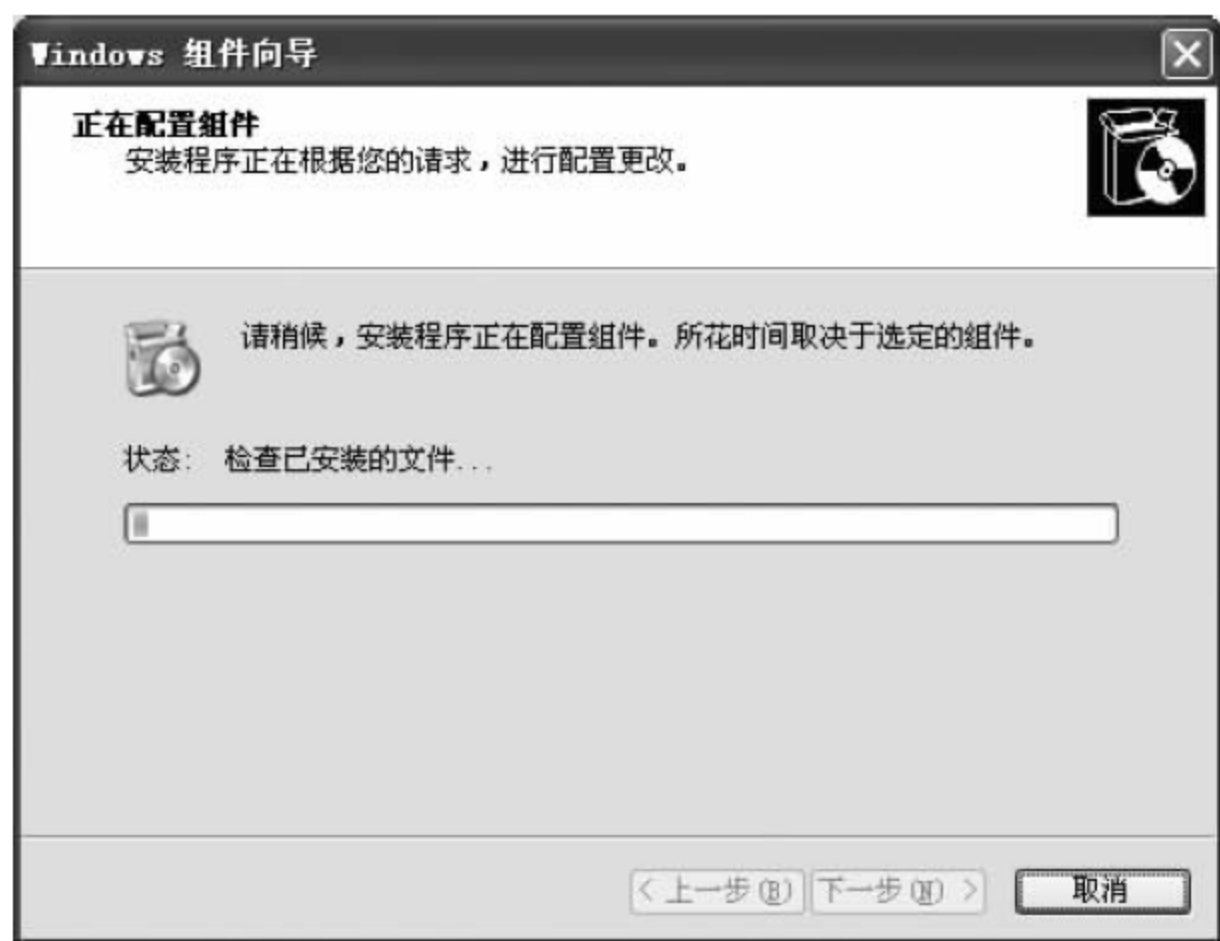 Windows 组件向导
正在配置组件
安装程序正在根据您的请求，进行配置更改。
请稍候，安装程序正在配置组件。所花时间取决于选定的组件。
状态: 检查已安装的文件...
< 上一步(B) 下一步(N) > 取消